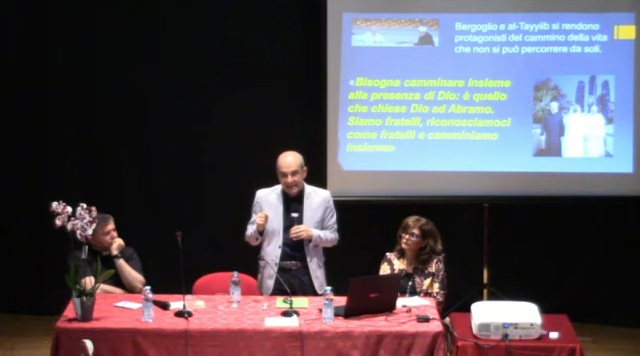 Bergoglio e al-Tayyiib si rendono
protagonisti del cammino della vita
che non si può percorrere da soli.
«Bisogna camminare insieme
alla presenza di Dio: è quello
che chiese Dio ad Abramo.
Siamo fratelli, riconosciamoci
come fratelli e camminiamo
insieme»